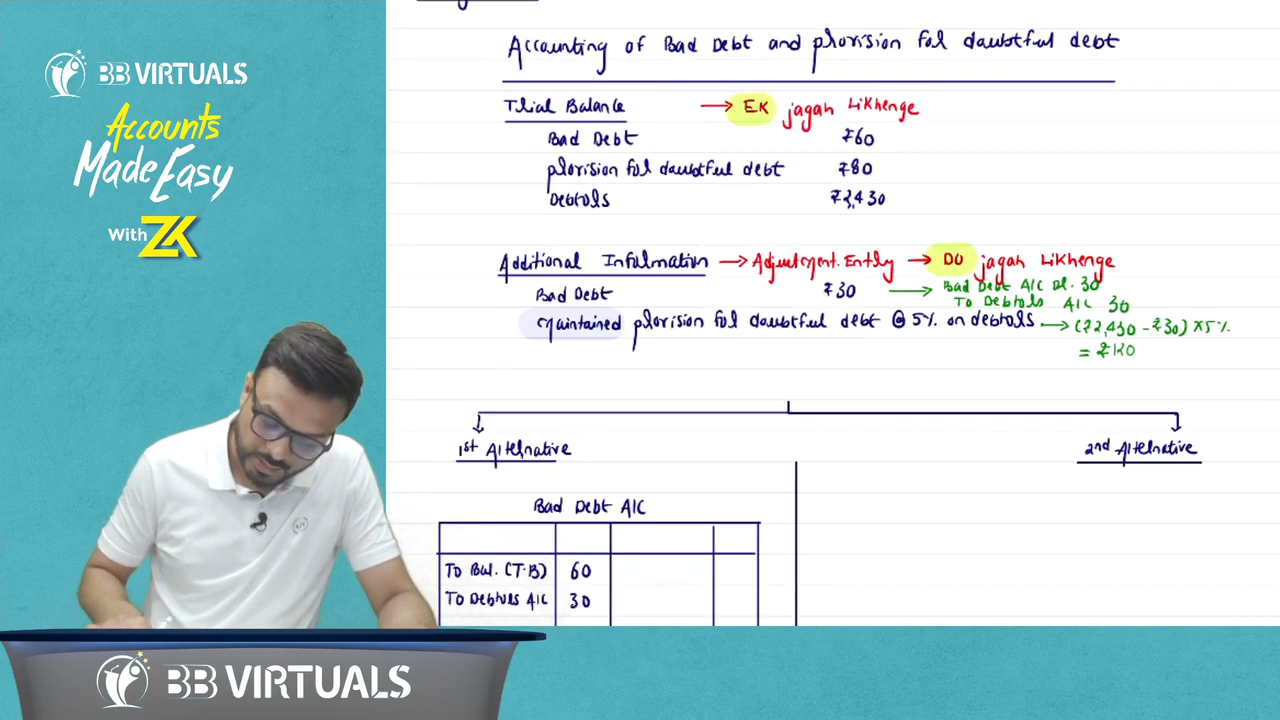 BB VIRTUALS
Accounts
Made Easy
With ZK
Accounting of Bad Debt and provision for doubtful debt
Trial Balance → EK jagah Likhenge
Bad Debt ₹60
provision for doubtful debt ₹80
Debtors ₹2,430
Additional Information → Adjustment Entry → DO jagah Likhenge
Bad Debt ₹30 → Bad Debt A/C Dr. 30
To Debtors A/C 30
Maintained provision for doubtful debt @ 5% on debtors → (₹2,430 - ₹30) × 5%
= ₹120
1st Alternative 2nd Alternative
Bad Debt A/C
To Bal. (T.B) 60
To Debtors A/C 30
BB VIRTUALS